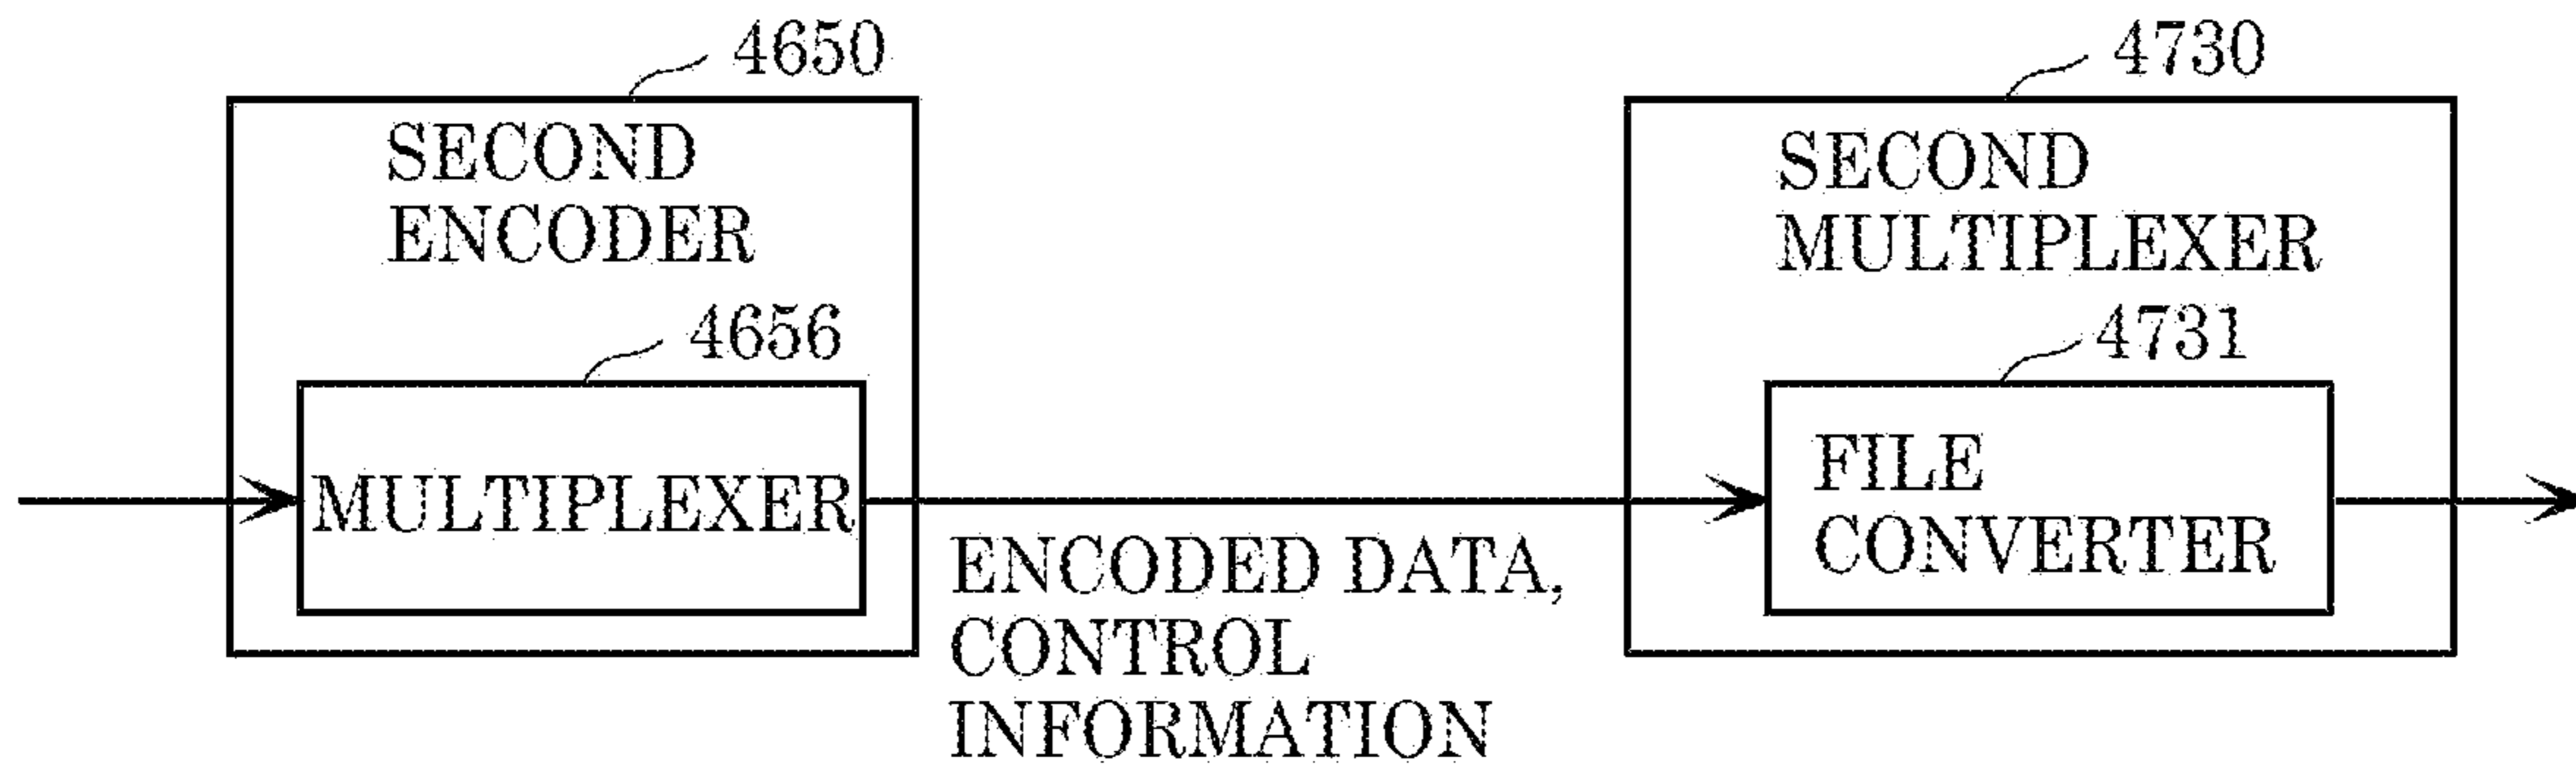 4650
SECOND
ENCODER
4656
MULTIPLEXER
ENCODED DATA,
CONTROL
INFORMATION
4730
SECOND
MULTIPLEXER
4731
FILE
CONVERTER